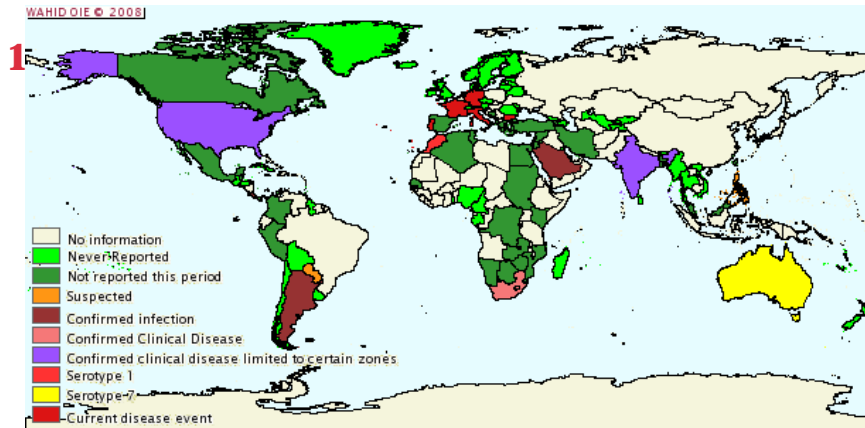 WAHID OIE © 2008
1
No information
Never-Reported
Not reported this period
Suspected
Confirmed infection
Confirmed Clinical Disease
Confirmed clinical disease limited to certain zones
Serotype 1
Serotype 7
Current disease event